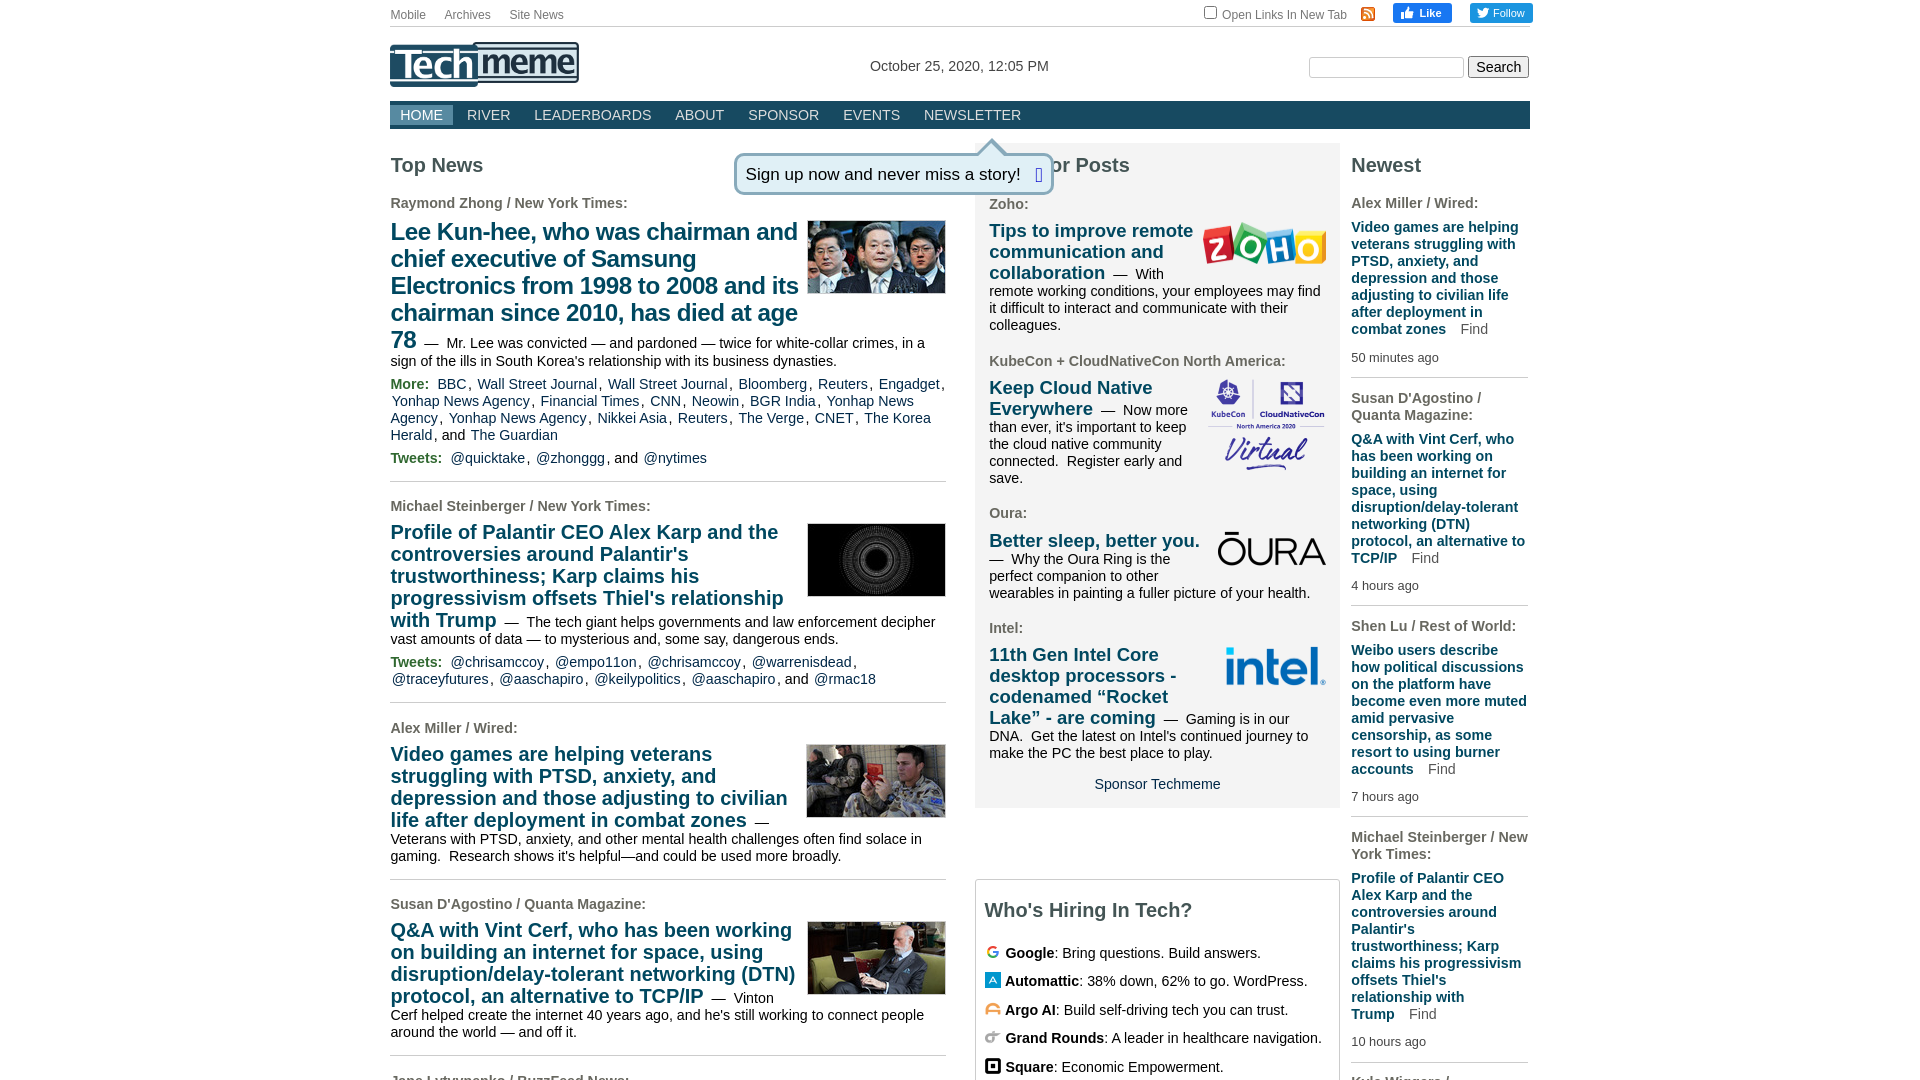 Mobile Archives Site News
Open Links In New Tab
Like
Follow
Techmeme
October 25, 2020, 12:05 PM
Search
HOME RIVER LEADERBOARDS ABOUT SPONSOR EVENTS NEWSLETTER
Sign up now and never miss a story!
Top News
Raymond Zhong / New York Times:
Lee Kun-hee, who was chairman and
chief executive of Samsung
Electronics from 1998 to 2008 and its
chairman since 2010, has died at age
78 — Mr. Lee was convicted — and pardoned — twice for white-collar crimes, in a
sign of the ills in South Korea's relationship with its business dynasties.
More: BBC, Wall Street Journal, Wall Street Journal, Bloomberg, Reuters, Engadget,
Yonhap News Agency, Financial Times, CNN, Neowin, BGR India, Yonhap News
Agency, Yonhap News Agency, Nikkei Asia, Reuters, The Verge, CNET, The Korea
Herald, and The Guardian
Tweets: @quicktake, @zhonggg, and @nytimes
Michael Steinberger / New York Times:
Profile of Palantir CEO Alex Karp and the
controversies around Palantir's
trustworthiness; Karp claims his
progressivism offsets Thiel's relationship
with Trump — The tech giant helps governments and law enforcement decipher
vast amounts of data — to mysterious and, some say, dangerous ends.
Tweets: @chrisamccoy, @empo11on, @chrisamccoy, @warrenisdead,
@traceyfutures, @aaschapiro, @keilypolitics, @aaschapiro, and @rmac18
Alex Miller / Wired:
Video games are helping veterans
struggling with PTSD, anxiety, and
depression and those adjusting to civilian
life after deployment in combat zones —
Veterans with PTSD, anxiety, and other mental health challenges often find solace in
gaming. Research shows it's helpful—and could be used more broadly.
Susan D'Agostino / Quanta Magazine:
Q&A with Vint Cerf, who has been working
on building an internet for space, using
disruption/delay-tolerant networking (DTN)
protocol, an alternative to TCP/IP — Vinton
Cerf helped create the internet 40 years ago, and he's still working to connect people
around the world — and off it.
Jane Lytvynenko / BuzzFeed News:
or Posts
Zoho:
ZOHO
Tips to improve remote
communication and
collaboration — With
remote working conditions, your employees may find
it difficult to interact and communicate with their
colleagues.
KubeCon + CloudNativeCon North America:
KubeCon CloudNativeCon
North America 2020
Virtual
Keep Cloud Native
Everywhere — Now more
than ever, it's important to keep
the cloud native community
connected. Register early and
save.
Oura:
ŌURA
Better sleep, better you.
— Why the Oura Ring is the
perfect companion to other
wearables in painting a fuller picture of your health.
Intel:
intel.
11th Gen Intel Core
desktop processors -
codenamed “Rocket
Lake” - are coming — Gaming is in our
DNA. Get the latest on Intel's continued journey to
make the PC the best place to play.
Sponsor Techmeme
Who's Hiring In Tech?
Google: Bring questions. Build answers.
Automattic: 38% down, 62% to go. WordPress.
Argo AI: Build self-driving tech you can trust.
Grand Rounds: A leader in healthcare navigation.
Square: Economic Empowerment.
Newest
Alex Miller / Wired:
Video games are helping
veterans struggling with
PTSD, anxiety, and
depression and those
adjusting to civilian life
after deployment in
combat zones Find
50 minutes ago
Susan D'Agostino /
Quanta Magazine:
Q&A with Vint Cerf, who
has been working on
building an internet for
space, using
disruption/delay-tolerant
networking (DTN)
protocol, an alternative to
TCP/IP Find
4 hours ago
Shen Lu / Rest of World:
Weibo users describe
how political discussions
on the platform have
become even more muted
amid pervasive
censorship, as some
resort to using burner
accounts Find
7 hours ago
Michael Steinberger / New
York Times:
Profile of Palantir CEO
Alex Karp and the
controversies around
Palantir's
trustworthiness; Karp
claims his progressivism
offsets Thiel's
relationship with
Trump Find
10 hours ago
Kyle Wiggers /